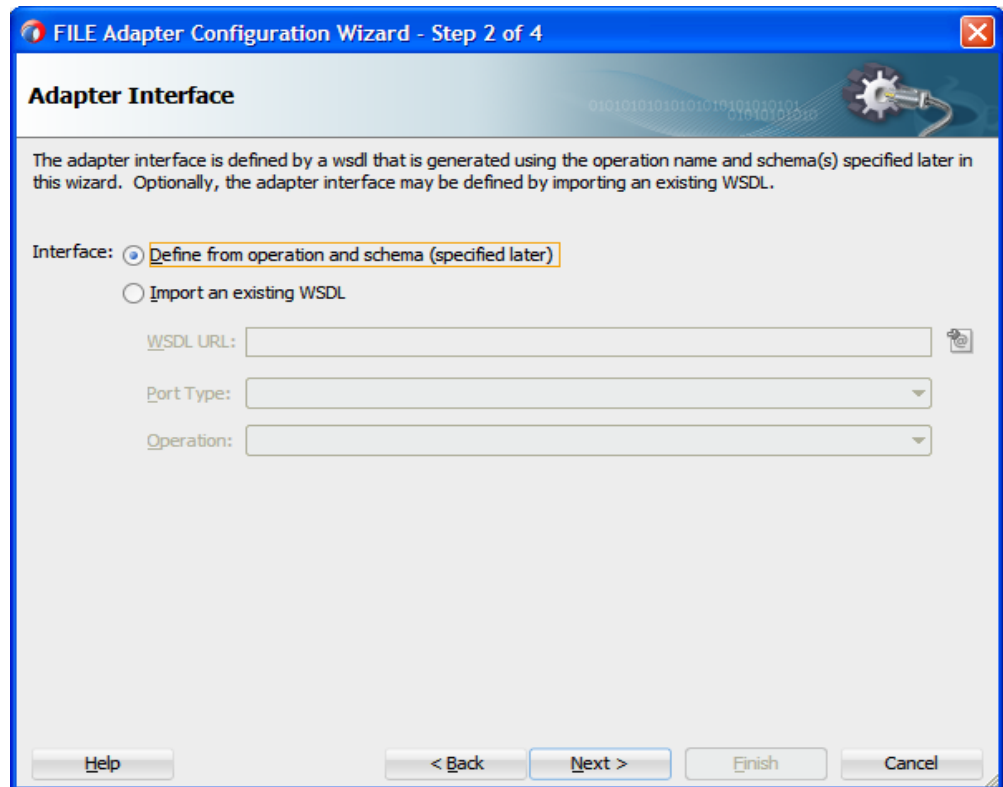 FILE Adapter Configuration Wizard - Step 2 of 4
Adapter Interface
010101010101010101010101
01010101010
The adapter interface is defined by a wsdl that is generated using the operation name and schema(s) specified later in
this wizard.  Optionally, the adapter interface may be defined by importing an existing WSDL.
Interface: Define from operation and schema (specified later)
Import an existing WSDL
WSDL URL:
Port Type:
Operation:
Help < Back Next > Finish Cancel